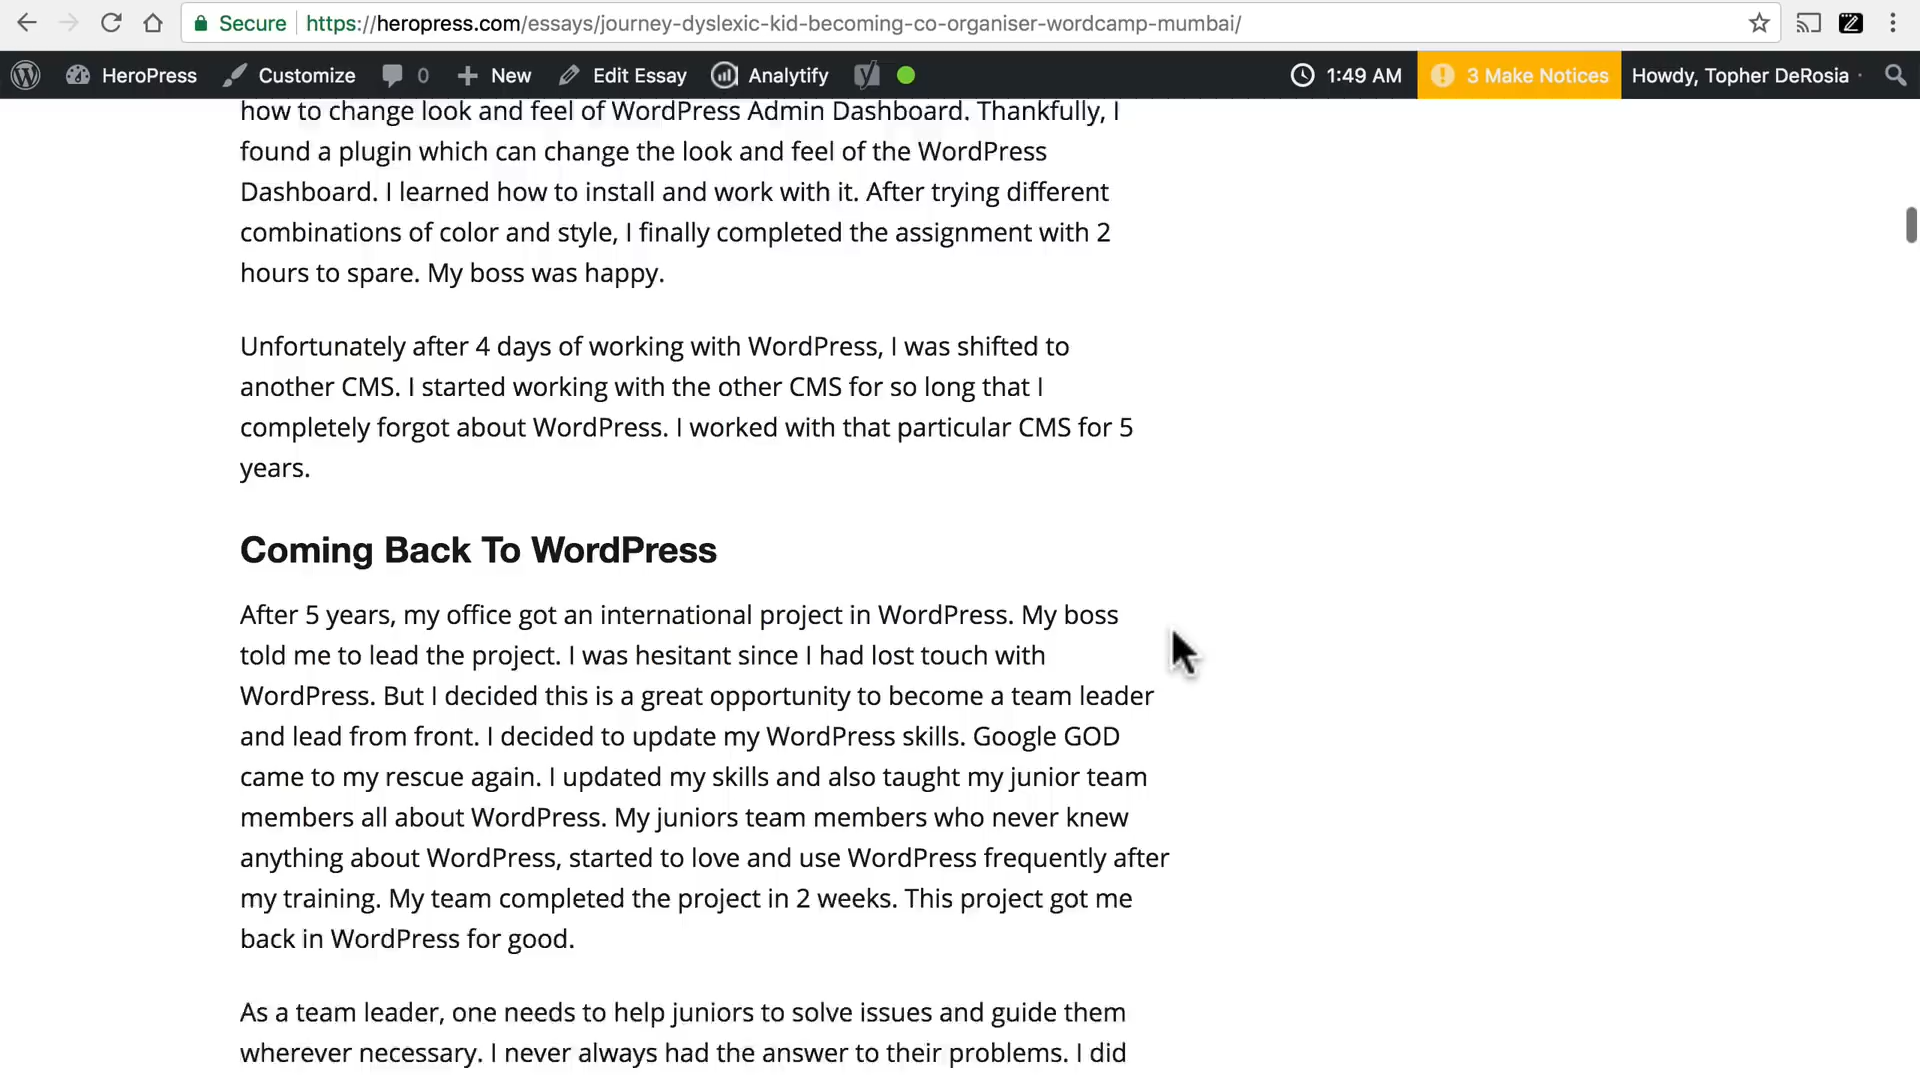 Secure https://heropress.com/essays/journey-dyslexic-kid-becoming-co-organiser-wordcamp-mumbai/
HeroPress Customize 0 New Edit Essay Analytify 1:49 AM 3 Make Notices Howdy, Topher DeRosia
how to change look and feel of WordPress Admin Dashboard. Thankfully, I
found a plugin which can change the look and feel of the WordPress
Dashboard. I learned how to install and work with it. After trying different
combinations of color and style, I finally completed the assignment with 2
hours to spare. My boss was happy.
Unfortunately after 4 days of working with WordPress, I was shifted to
another CMS. I started working with the other CMS for so long that I
completely forgot about WordPress. I worked with that particular CMS for 5
years.
Coming Back To WordPress
After 5 years, my office got an international project in WordPress. My boss
told me to lead the project. I was hesitant since I had lost touch with
WordPress. But I decided this is a great opportunity to become a team leader
and lead from front. I decided to update my WordPress skills. Google GOD
came to my rescue again. I updated my skills and also taught my junior team
members all about WordPress. My juniors team members who never knew
anything about WordPress, started to love and use WordPress frequently after
my training. My team completed the project in 2 weeks. This project got me
back in WordPress for good.
As a team leader, one needs to help juniors to solve issues and guide them
wherever necessary. I never always had the answer to their problems. I did